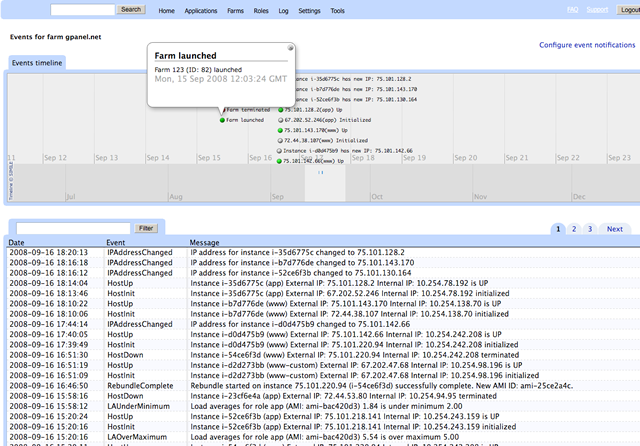 Search
Home Applications Farms Roles Log Settings Tools
FAQ Support Logout
Events for farm gpanel.net
Configure event notifications
Events timeline
Farm launched
Farm 123 (ID: 82) launched
Mon, 15 Sep 2008 12:03:24 GMT
Instance i-35d6775c has new IP: 75.101.128.2
nstance i-b7d776de has new IP: 75.101.143.170
nstance i-52ce6f3b has new IP: 75.101.130.164
Farm terminated 75.101.128.2(app) Up
Farm launched 67.202.52.246(app) Initialized
75.101.143.170(www) Up
72.44.38.107(www) Initialized
Instance i-d0d475b9 has new IP: 75.101.142.66
11 Sep 12 Sep 13 Sep 14 Sep 15 Sep 16 Sep 17 Sep 18 Sep 19 Sep 20 Sep 21 Sep 22 Sep 23
75.101.142.66(www) Up
Timeline © SIMILE
Jul Aug Sep Oct Nov Dec
Filter
1 2 3 Next
Date Event Message
2008-09-16 18:20:13 IPAddressChanged IP address for instance i-35d6775c changed to 75.101.128.2
2008-09-16 18:16:18 IPAddressChanged IP address for instance i-b7d776de changed to 75.101.143.170
2008-09-16 18:16:12 IPAddressChanged IP address for instance i-52ce6f3b changed to 75.101.130.164
2008-09-16 18:14:04 HostUp Instance i-35d6775c (app) External IP: 75.101.128.2 Internal IP: 10.254.78.192 is UP
2008-09-16 18:13:46 HostInit Instance i-35d6775c (app) External IP: 67.202.52.246 Internal IP: 10.254.78.192 initialized
2008-09-16 18:10:22 HostUp Instance i-b7d776de (www) External IP: 75.101.143.170 Internal IP: 10.254.138.70 is UP
2008-09-16 18:10:06 HostInit Instance i-b7d776de (www) External IP: 72.44.38.107 Internal IP: 10.254.138.70 initialized
2008-09-16 17:44:14 IPAddressChanged IP address for instance i-d0d475b9 changed to 75.101.142.66
2008-09-16 17:40:05 HostUp Instance i-d0d475b9 (www) External IP: 75.101.220.94 Internal IP: 10.254.242.208 is UP
2008-09-16 17:39:49 HostInit Instance i-d0d475b9 (www) External IP: 75.101.220.94 Internal IP: 10.254.242.208 initialized
2008-09-16 16:51:30 HostDown Instance i-54ce6f3d (www) External IP: 75.101.220.94 Internal IP: 10.254.242.208 terminated
2008-09-16 16:51:27 HostUp Instance i-d1d273bb (www-custom) External IP: 67.202.47.68 Internal IP: 10.254.98.196 is UP
2008-09-16 16:51:09 HostInit Instance i-d1d273bb (www-custom) External IP: 67.202.47.68 Internal IP: 10.254.98.196 initialized
2008-09-16 16:46:50 RebundleComplete Rebundle started on instance 75.101.220.94 (i-54ce6f3d) successfully complete. New AMI ID: ami-25ce2a4c.
2008-09-16 15:58:16 HostDown Instance i-23cf6e4a (app) External IP: 72.44.53.80 Internal IP: 10.254.94.95 terminated
2008-09-16 15:58:12 LAUnderMinimum Load averages for role app (AMI: ami-bac420d3) 1.84 is under minimum 2.00
2008-09-16 15:20:24 HostUp Instance i-54ce6f3d (www) External IP: 75.101.218.141 Internal IP: 10.254.243.159 is UP
2008-09-16 15:20:16 HostInit Instance i-52ce6f3b (app) External IP: 75.101.218.141 Internal IP: 10.254.243.159 initialized
2008-09-16 15:20:16 LAOverMaximum Load averages for role app (AMI: ami-bac420d3) 5.54 is over maximum 5.00